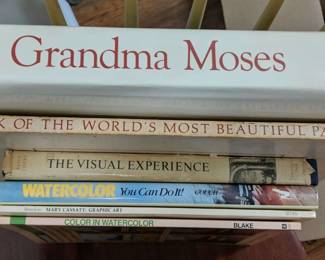 Grandma Moses
K OF THE WORLD'S MOST BEAUTIFUL PA
THE VISUAL EXPERIENCE
WATERCOLOR You Can Do It! GOUGH
MARY CASSATT: GRAPHIC ART
COLOR IN WATERCOLOR BLAKE